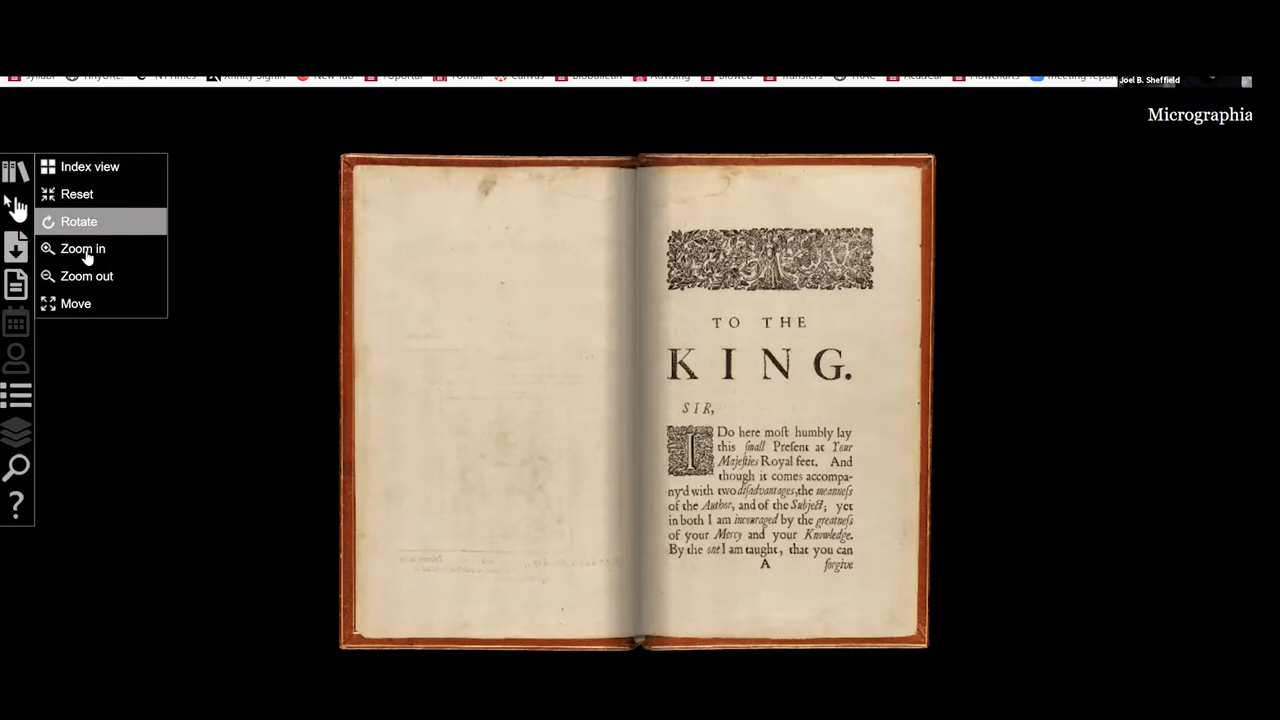 Joel B. Sheffield
Micrographia
Index view
Reset
Rotate
Zoom in
Zoom out
Move
?
TO THE
KING.
SIR,
I Do here moſt humbly lay
this ſmall Preſent at Your
Majeſties Royal feet. And
though it comes accompa-
ny'd with two diſadvantages, the meanneſs
of the Author, and of the Subject; yet
in both I am incouraged by the greatneſs
of your Mercy and your Knowledge.
By the one I am taught, that you can
A forgive